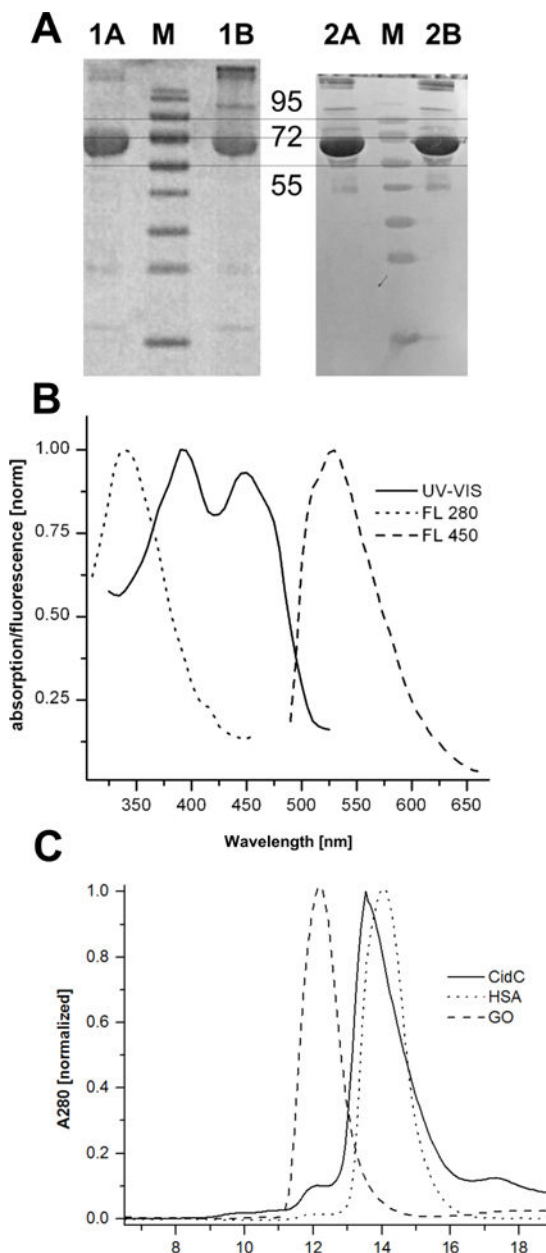 A
1A M 1B 2A M 2B
95
72
55
B
absorption/fluorescence [norm]
1.00
0.75
0.50
0.25
UV-VIS
FL 280
FL 450
350 400 450 500 550 600 650
Wavelength [nm]
C
A280 [normalized]
1.0
0.8
0.6
0.4
0.2
0.0
CidC
HSA
GO
8 10 12 14 16 18